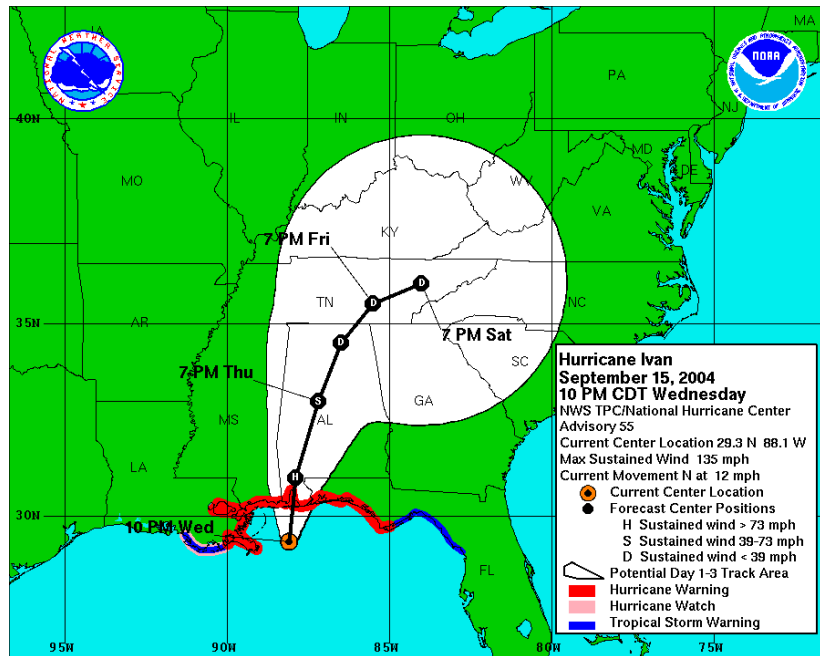 IA
MA
NATIONAL WEATHER SERVICE
NOAA
PA
NJ
40N
IL
IN
OH
MD
DE
MO
WV
VA
KY
7 PM Fri
D
D
TN
NC
35N
AR
D
7 PM Sat
7 PM Thu
SC
S
MS
AL
GA
LA
H
30N
10 PM Wed
FL
95W
90W
85W
80W
Hurricane Ivan
September 15, 2004
10 PM CDT Wednesday
NWS TPC/National Hurricane Center
Advisory 55
Current Center Location 29.3 N 88.1 W
Max Sustained Wind 135 mph
Current Movement N at 12 mph
Current Center Location
Forecast Center Positions
H Sustained wind > 73 mph
S Sustained wind 39-73 mph
D Sustained wind < 39 mph
Potential Day 1-3 Track Area
Hurricane Warning
Hurricane Watch
Tropical Storm Warning